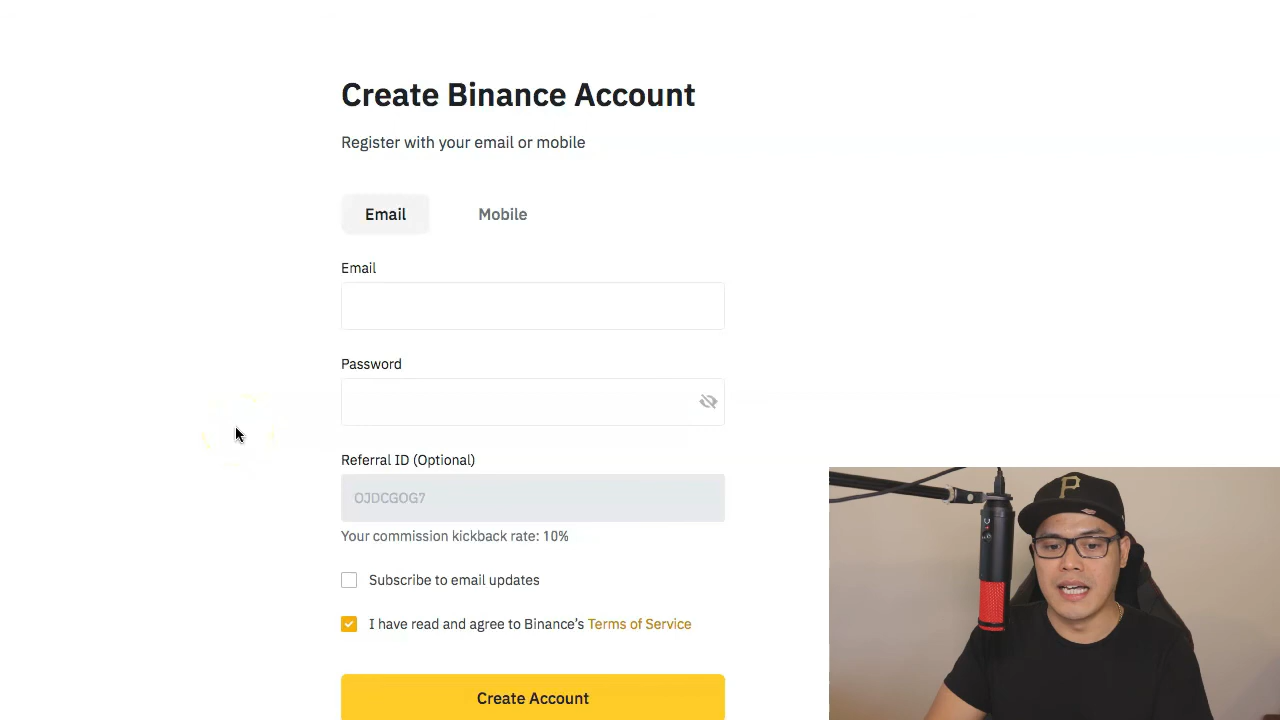 Create Binance Account
Register with your email or mobile
Email Mobile
Email
Password
Referral ID (Optional)
OJDCGOG7
Your commission kickback rate: 10%
Subscribe to email updates
I have read and agree to Binance's Terms of Service
Create Account
P